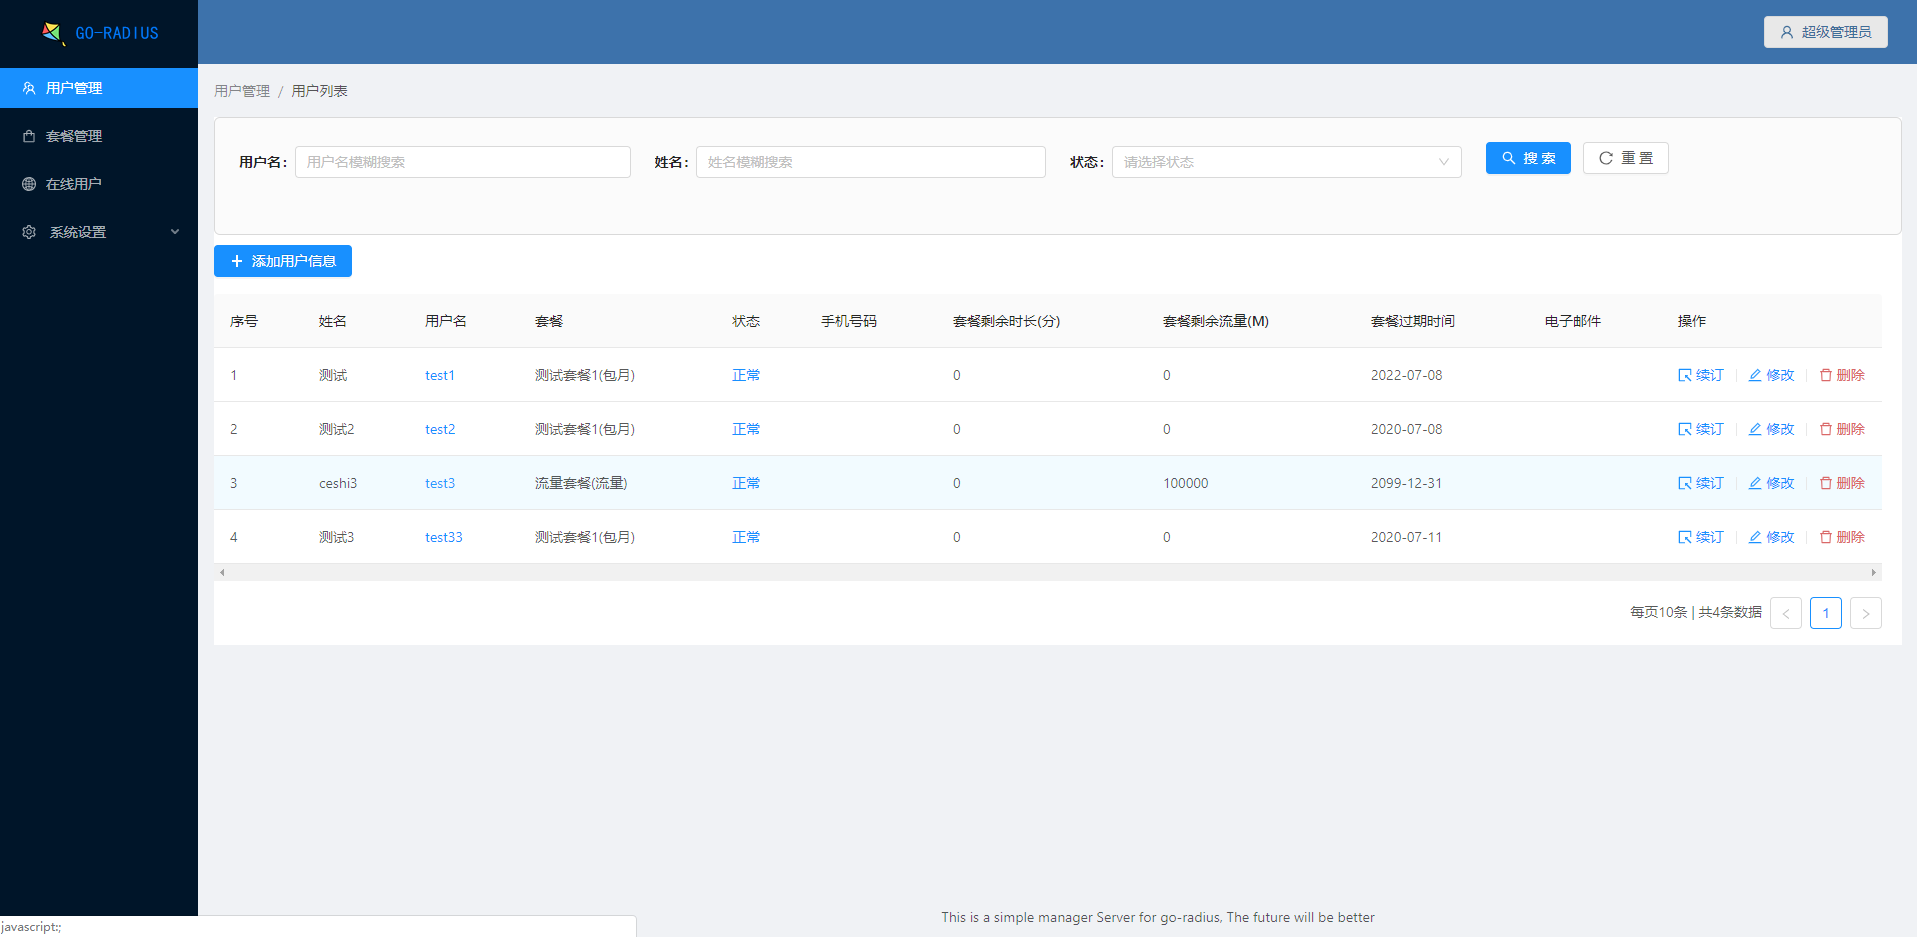 GO-RADIUS
超级管理员
用户管理
套餐管理
在线用户
系统设置
用户管理 / 用户列表
用户名: 用户名模糊搜索 姓名: 姓名模糊搜索 状态: 请选择状态 搜 索 重 置
添加用户信息
序号 姓名 用户名 套餐 状态 手机号码 套餐剩余时长(分) 套餐剩余流量(M) 套餐过期时间 电子邮件 操作
1 测试 test1 测试套餐1(包月) 正常 0 0 2022-07-08 续订 修改 删除
2 测试2 test2 测试套餐1(包月) 正常 0 0 2020-07-08 续订 修改 删除
3 ceshi3 test3 流量套餐(流量) 正常 0 100000 2099-12-31 续订 修改 删除
4 测试3 test33 测试套餐1(包月) 正常 0 0 2020-07-11 续订 修改 删除
每页10条 | 共4条数据 < 1 >
This is a simple manager Server for go-radius, The future will be better
javascript:;